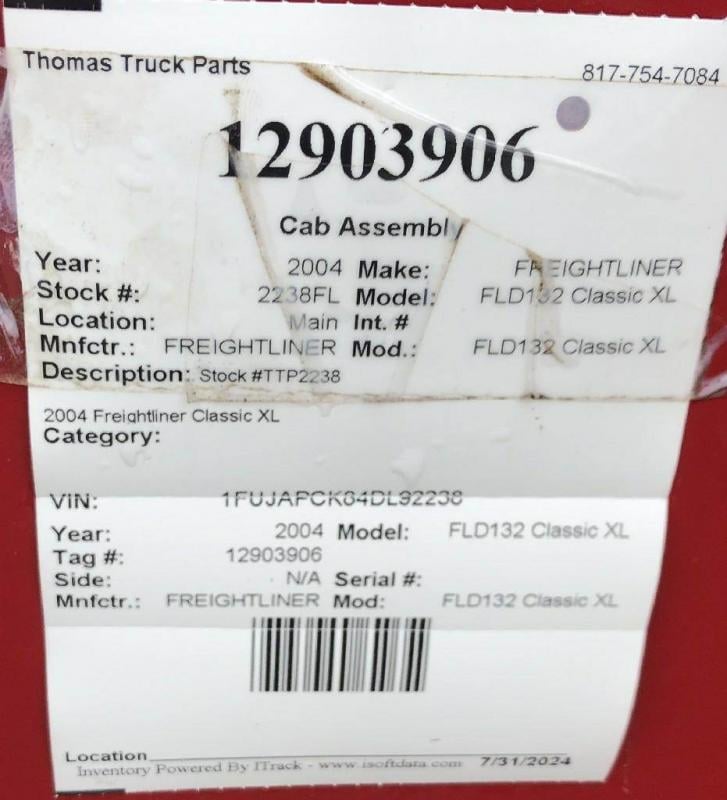 Thomas Truck Parts 817-754-7084
12903906
Cab Assembly
Year: 2004 Make: FREIGHTLINER
Stock #: 2238FL Model: FLD132 Classic XL
Location: Main Int. #
Mnfctr.: FREIGHTLINER Mod.: FLD132 Classic XL
Description: Stock #TTP2238
2004 Freightliner Classic XL
Category:
VIN: 1FUJAPCK84DL92238
Year: 2004 Model: FLD132 Classic XL
Tag #: 12903906
Side: N/A Serial #:
Mnfctr.: FREIGHTLINER Mod: FLD132 Classic XL
Location
Inventory Powered By ITrack - www.isoftdata.com 7/31/2024